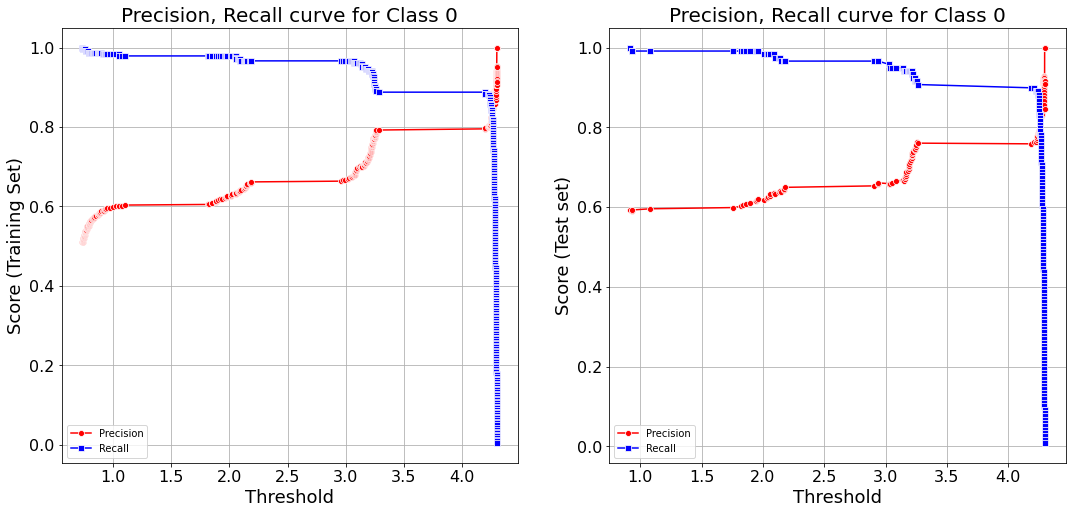 Precision, Recall curve for Class 0
Score (Training Set)
1.0
0.8
0.6
0.4
0.2
0.0
Precision
Recall
1.0 1.5 2.0 2.5 3.0 3.5 4.0
Threshold
Precision, Recall curve for Class 0
Score (Test set)
1.0
0.8
0.6
0.4
0.2
0.0
Precision
Recall
1.0 1.5 2.0 2.5 3.0 3.5 4.0
Threshold